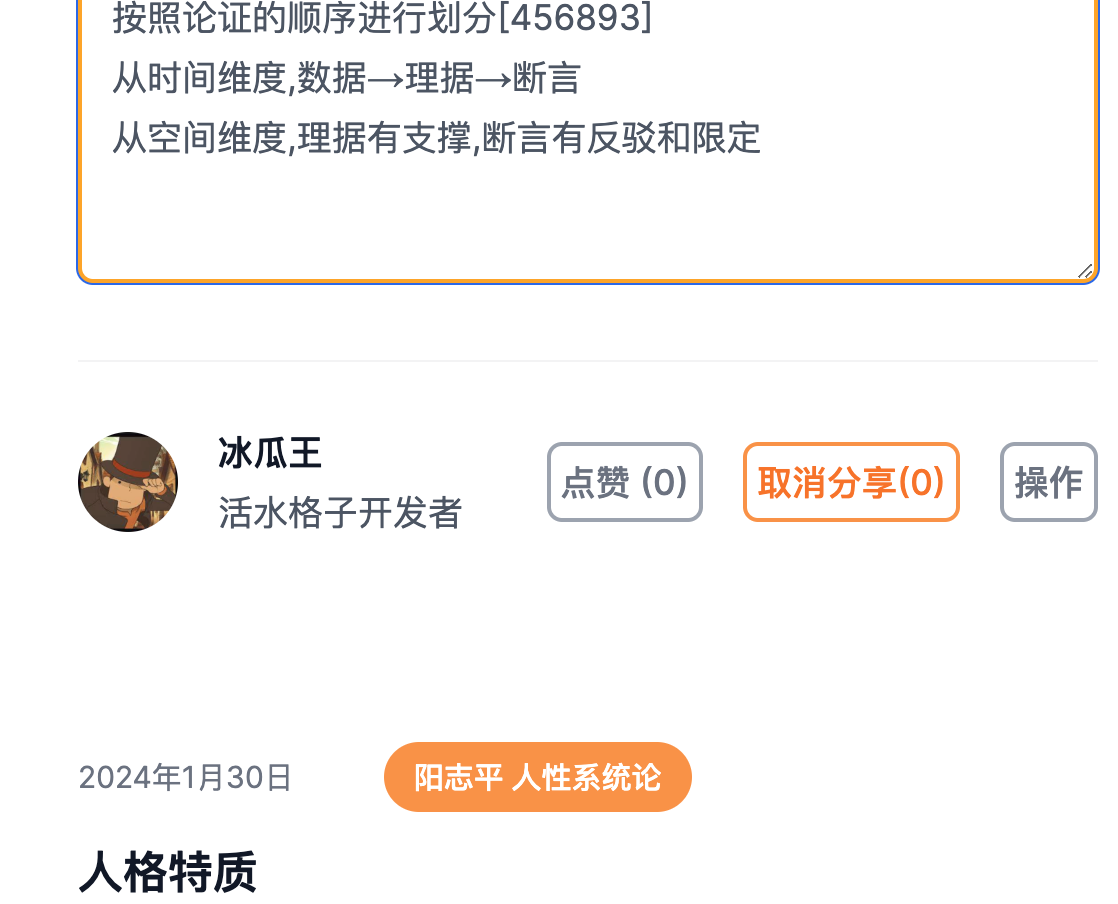 按照论证的顺序进行划分[456893]
从时间维度,数据→理据→断言
从空间维度,理据有支撑,断言有反驳和限定
冰瓜王
活水格子开发者
点赞 (0)
取消分享(0)
操作
2024年1月30日
阳志平 人性系统论
人格特质